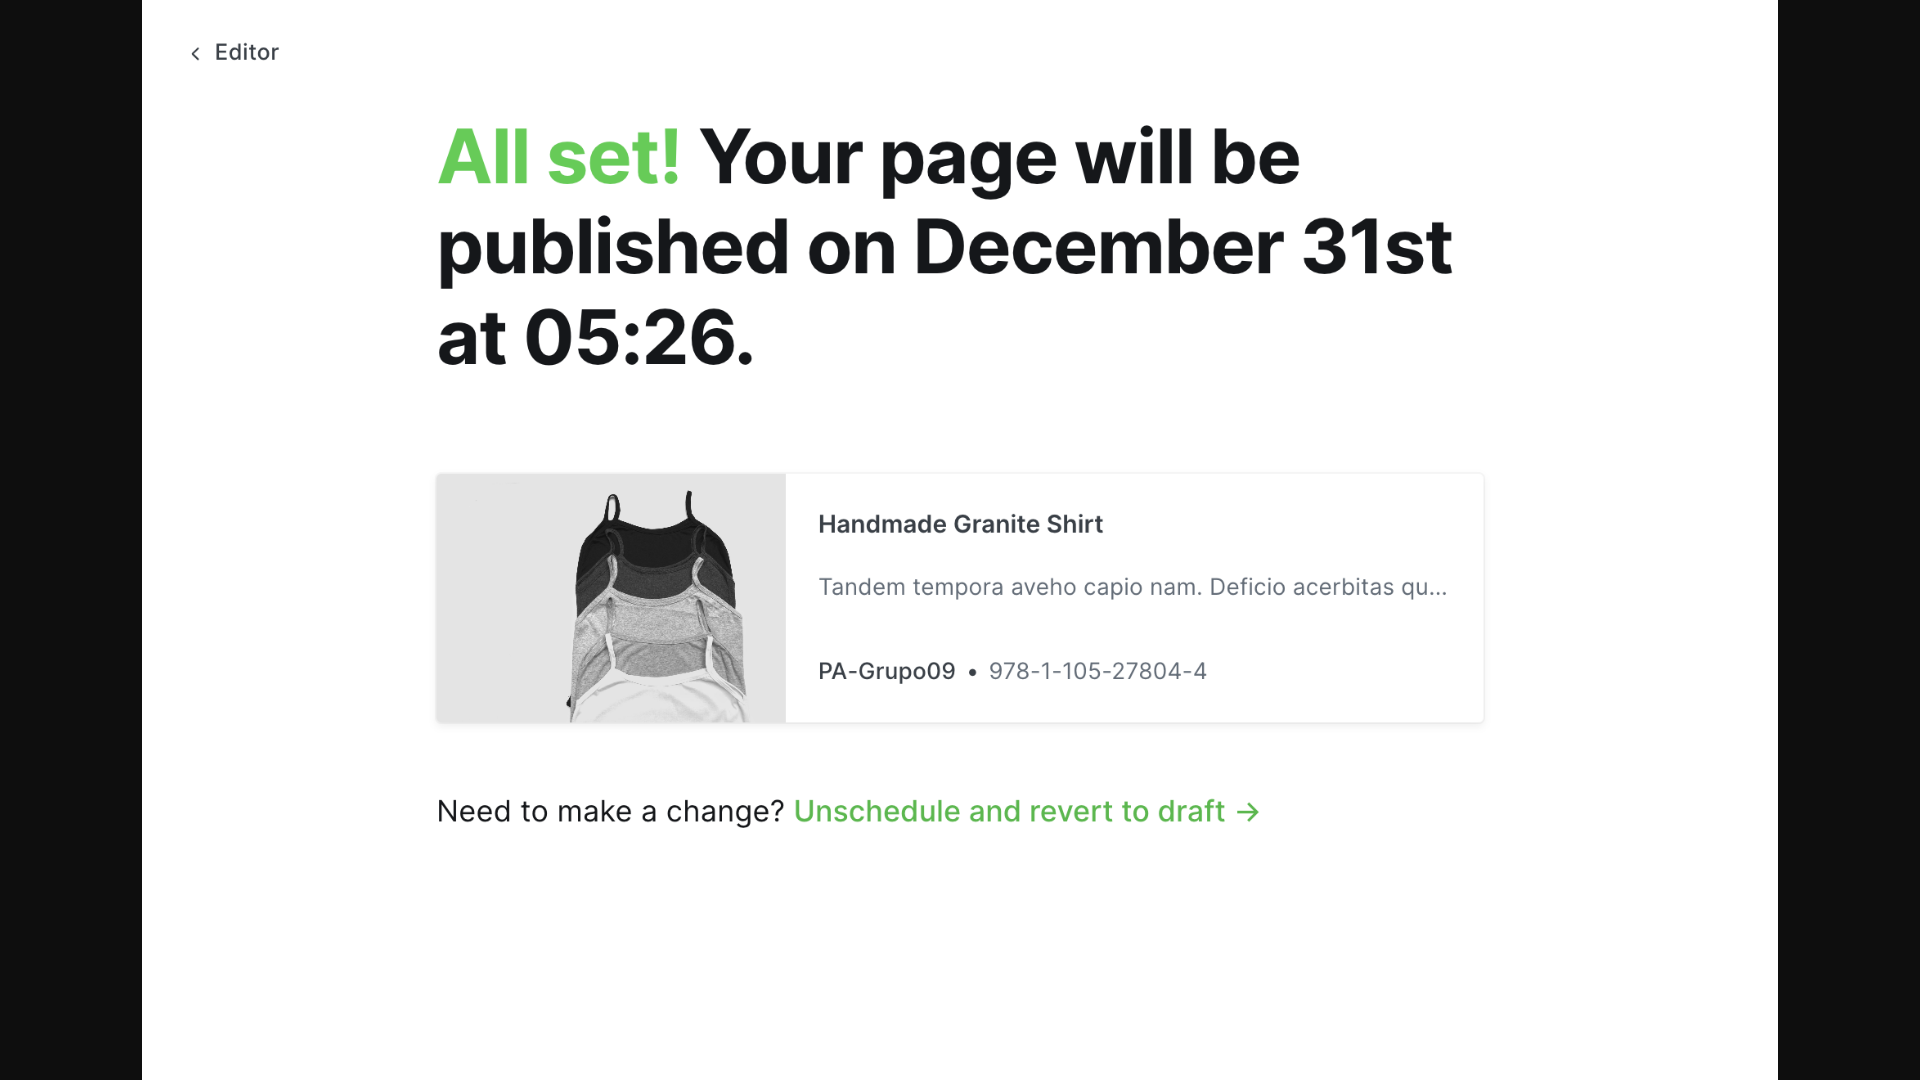 Editor
All set! Your page will be
published on December 31st
at 05:26.
Handmade Granite Shirt
Tandem tempora aveho capio nam. Deficio acerbitas qu...
PA-Grupo09 • 978-1-105-27804-4
Need to make a change? Unschedule and revert to draft →